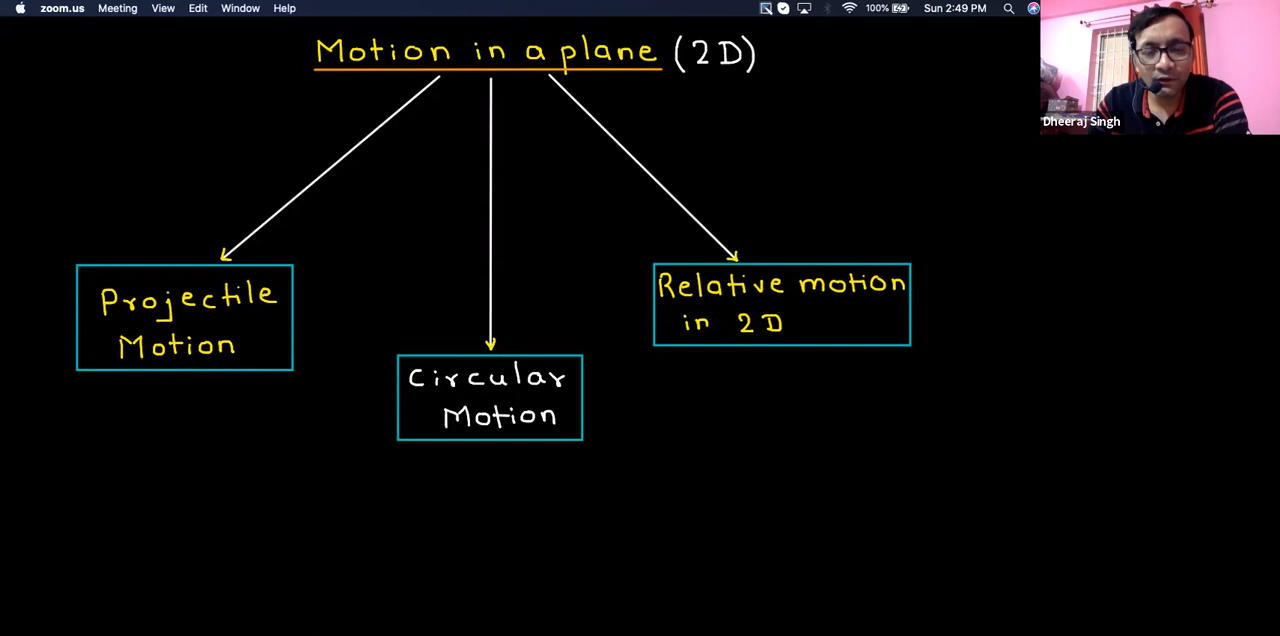 zoom.us Meeting View Edit Window Help 100% Sun 2:49 PM
Motion in a plane (2D)
Dheeraj Singh
Projectile
Motion
Circular
Motion
Relative motion
in 2D